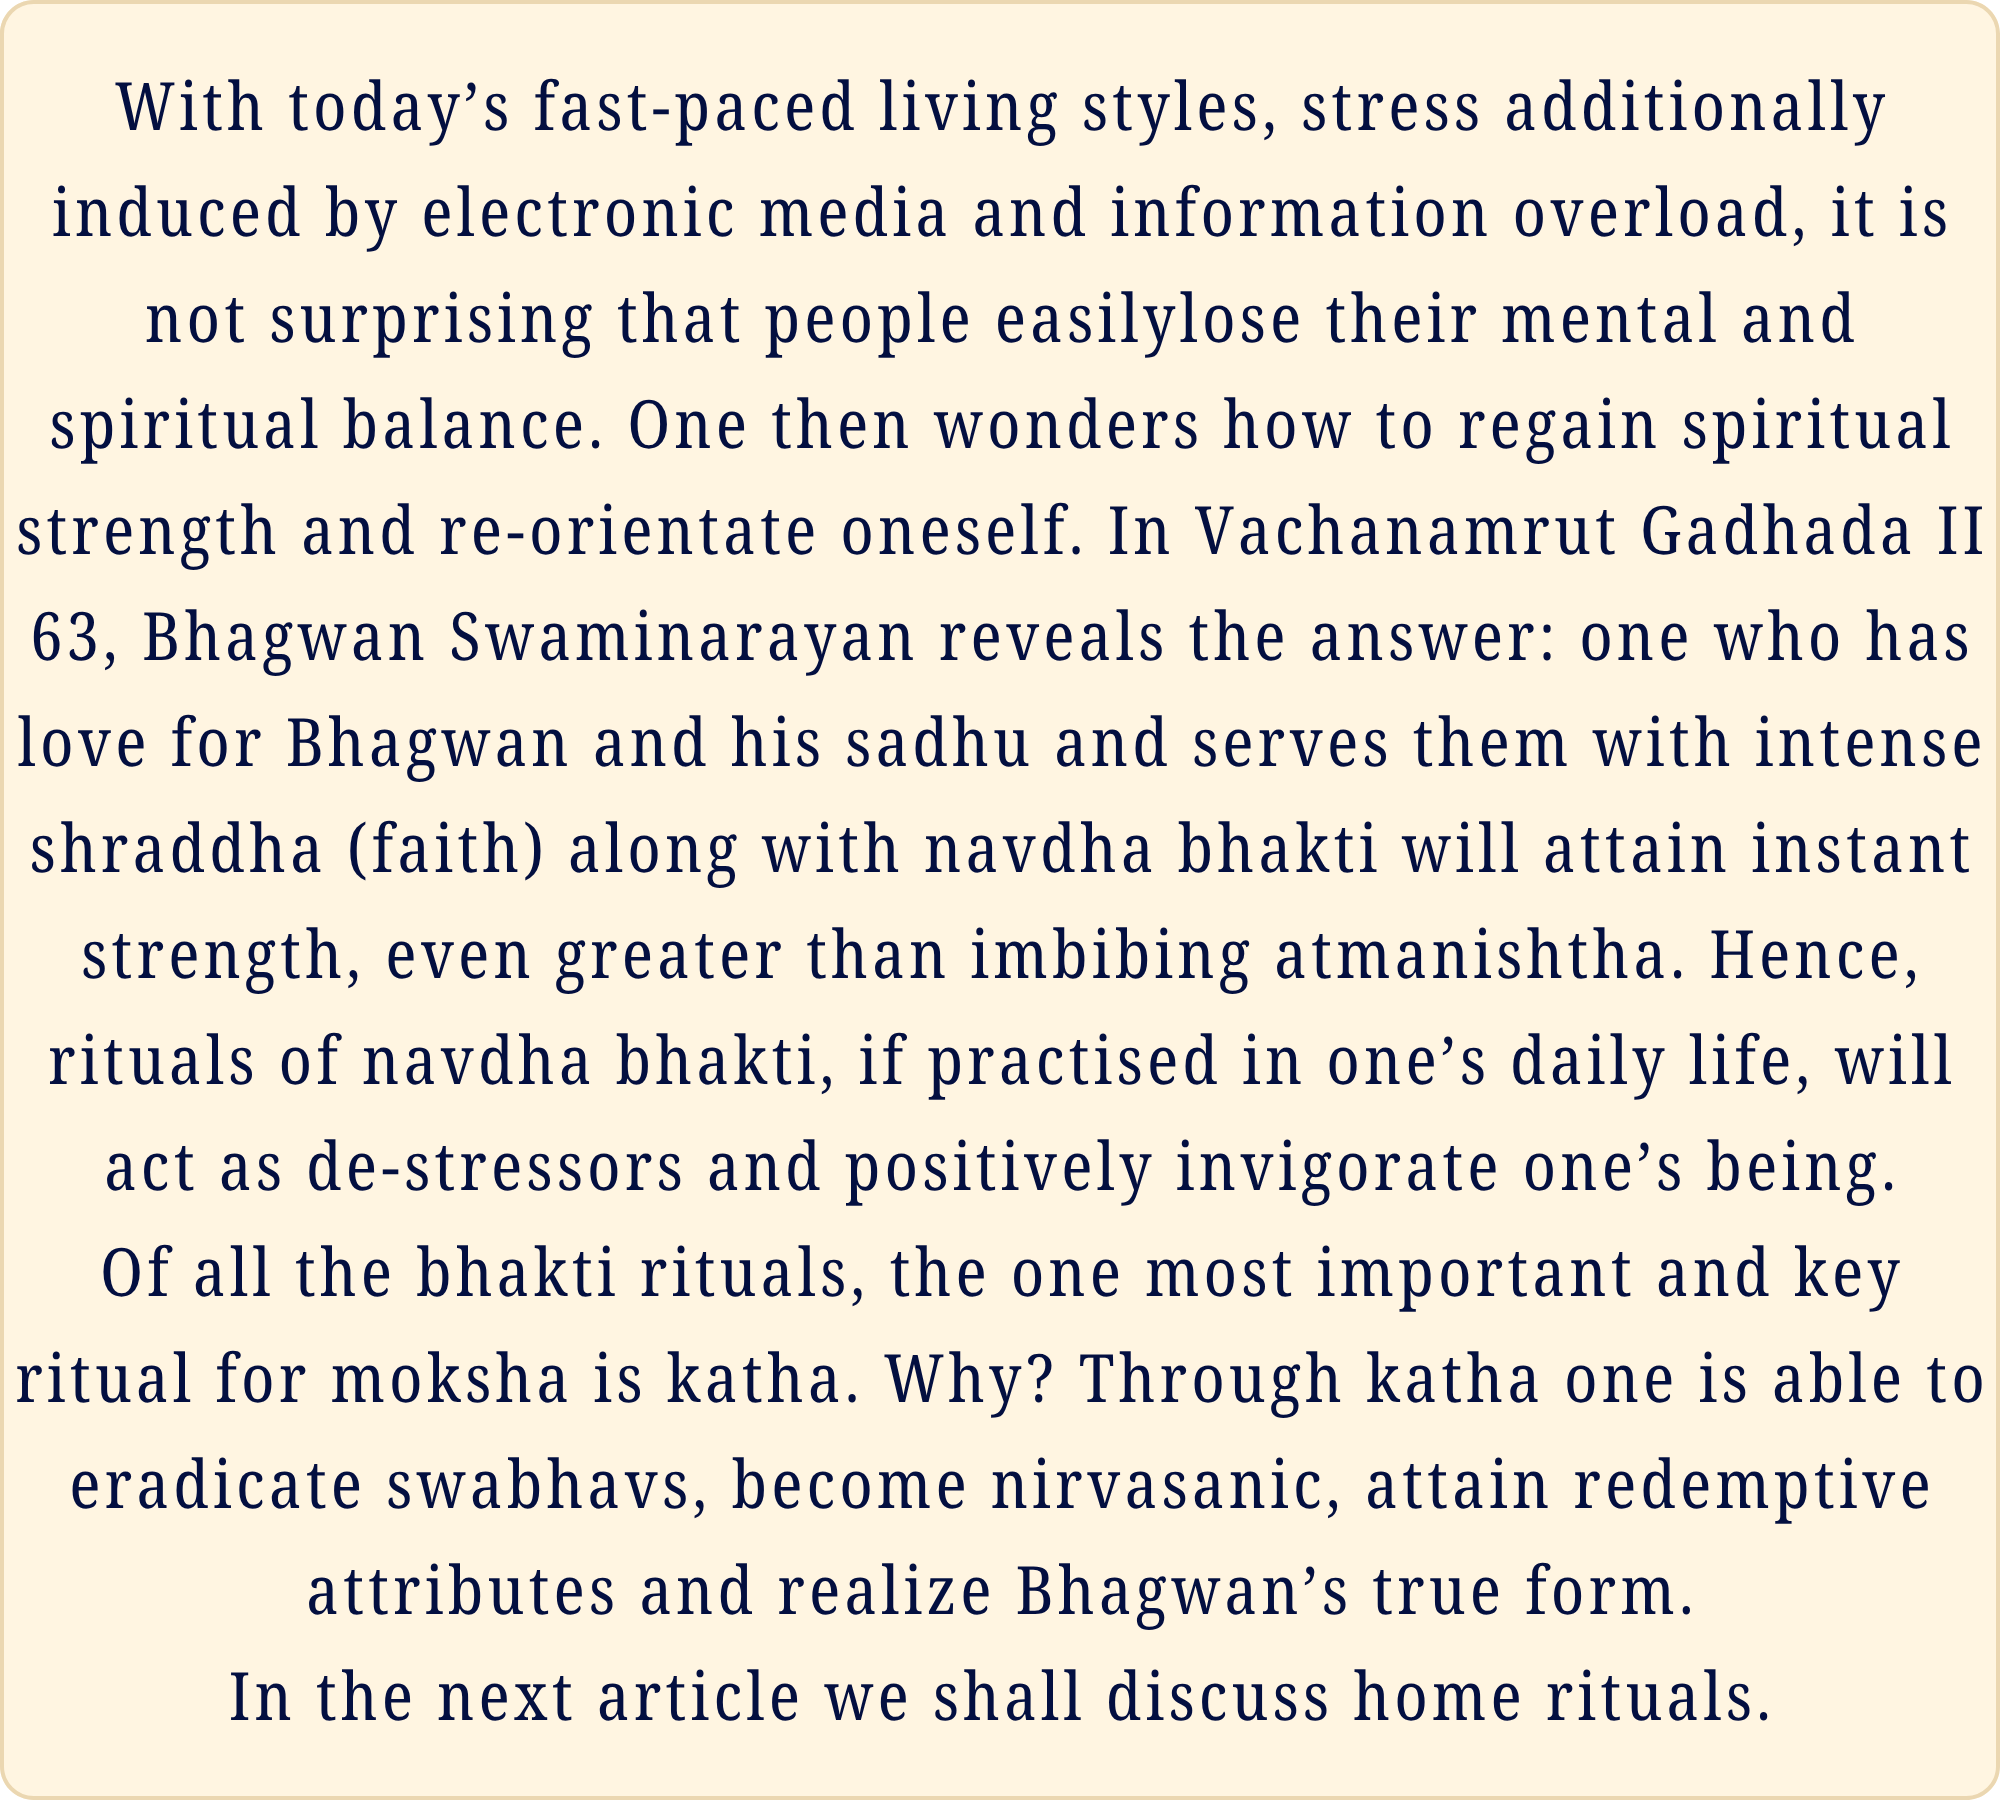 With today’s fast-paced living styles, stress additionally
induced by electronic media and information overload, it is
not surprising that people easilylose their mental and
spiritual balance. One then wonders how to regain spiritual
strength and re-orientate oneself. In Vachanamrut Gadhada II
63, Bhagwan Swaminarayan reveals the answer: one who has
love for Bhagwan and his sadhu and serves them with intense
shraddha (faith) along with navdha bhakti will attain instant
strength, even greater than imbibing atmanishtha. Hence,
rituals of navdha bhakti, if practised in one’s daily life, will
act as de-stressors and positively invigorate one’s being.
Of all the bhakti rituals, the one most important and key
ritual for moksha is katha. Why? Through katha one is able to
eradicate swabhavs, become nirvasanic, attain redemptive
attributes and realize Bhagwan’s true form.
In the next article we shall discuss home rituals.